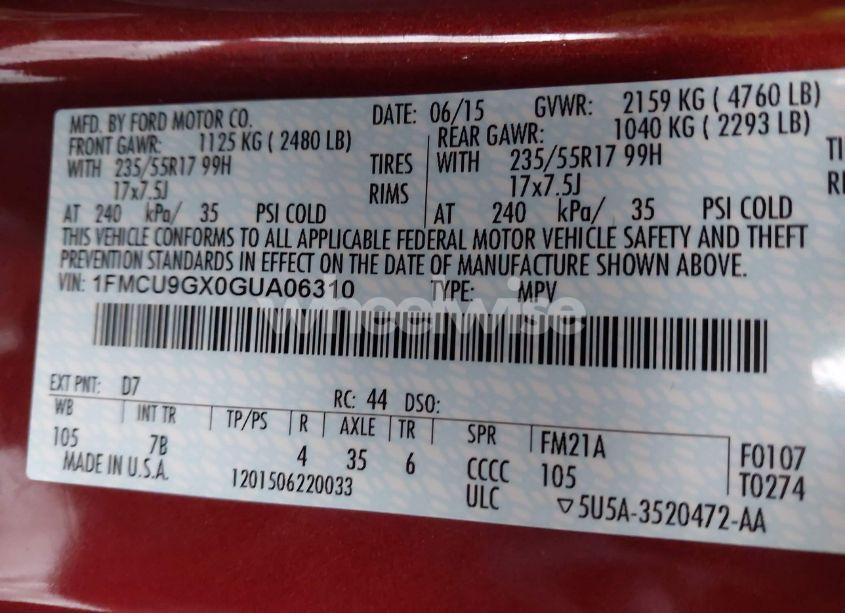 MFD. BY FORD MOTOR CO. DATE: 06/15 GVWR: 2159 KG ( 4760 LB)
FRONT GAWR: 1125 KG ( 2480 LB) REAR GAWR: 1040 KG ( 2293 LB)
WITH 235/55R17 99H TIRES WITH 235/55R17 99H TI
17x7.5J RIMS 17x7.5J RI
AT 240 kPa/ 35 PSI COLD AT 240 kPa/ 35 PSI COLD
THIS VEHICLE CONFORMS TO ALL APPLICABLE FEDERAL MOTOR VEHICLE SAFETY AND THEFT
PREVENTION STANDARDS IN EFFECT ON THE DATE OF MANUFACTURE SHOWN ABOVE.
VIN: 1FMCU9GX0GUA06310 TYPE: MPV
wheelwise
EXT PNT: D7 RC: 44 DSO:
WB INT TR TP/PS R AXLE TR SPR FM21A F0107
105 7B 4 35 6 CCCC 105 T0274
MADE IN U.S.A. 1201506220033 ULC ▽5U5A-3520472-AA